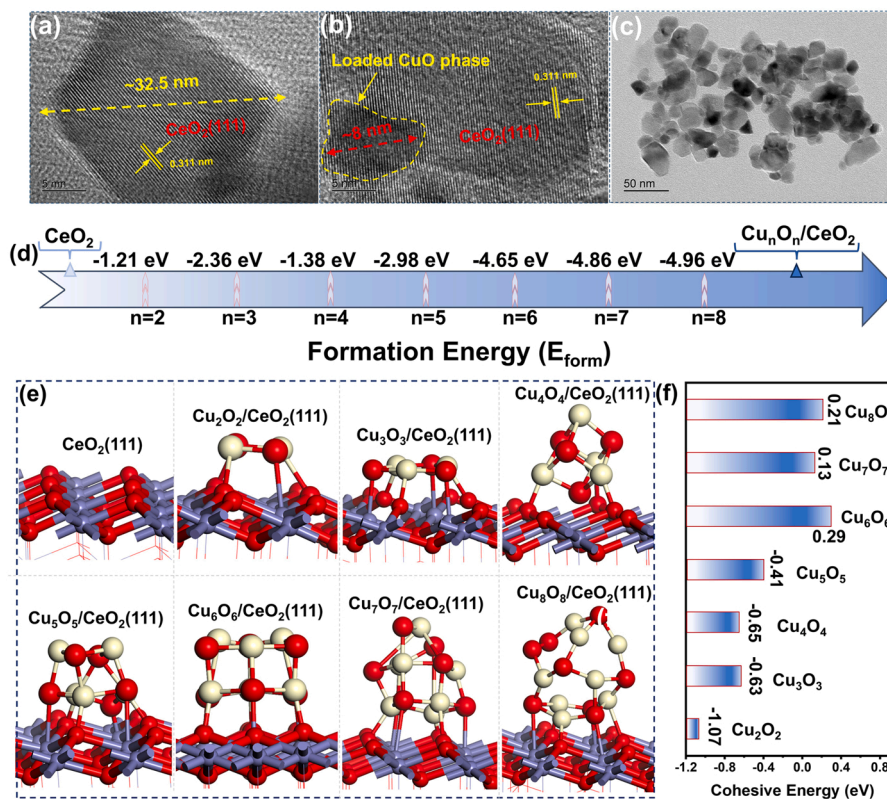 (a)
~32.5 nm
CeO₂(111)
0.311 nm
5 nm
(b)
Loaded CuO phase
0.311 nm
~8 nm
CeO₂(111)
5 nm
(c)
50 nm
(d)
CeO₂
-1.21 eV -2.36 eV -1.38 eV -2.98 eV -4.65 eV -4.86 eV -4.96 eV
CuₙOₙ/CeO₂
n=2 n=3 n=4 n=5 n=6 n=7 n=8
Formation Energy (E_form)
(e)
CeO₂(111)
Cu₂O₂/CeO₂(111)
Cu₃O₃/CeO₂(111)
Cu₄O₄/CeO₂(111)
Cu₅O₅/CeO₂(111)
Cu₆O₆/CeO₂(111)
Cu₇O₇/CeO₂(111)
Cu₈O₈/CeO₂(111)
(f)
0.21 Cu₈O
0.13 Cu₇O₇
Cu₆O₆
0.29
-0.41 Cu₅O₅
-0.65 Cu₄O₄
-0.63 Cu₃O₃
-1.07 Cu₂O₂
-1.2 -0.8 -0.4 0.0 0.4 0.8
Cohesive Energy (eV)